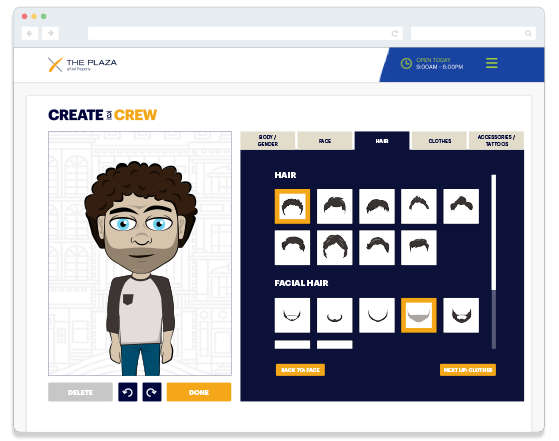 THE PLAZA
OPEN TODAY
9:00AM - 6:00PM
CREATE YOUR CREW
BODY /
GENDER
FACE
HAIR
CLOTHES
ACCESSORIES /
TATTOOS
HAIR
FACIAL HAIR
BACK TO: FACE
NEXT UP: CLOTHES
DELETE
DONE